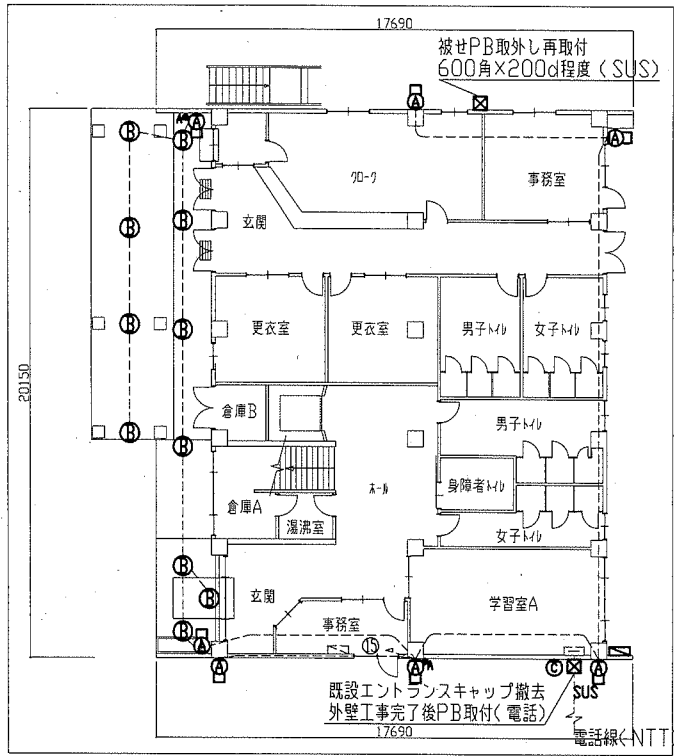 17690
被せPB取外し再取付
600角×200d程度(SUS)
A
A
B
B
A
クローク
事務室
B
B
玄関
B
B
更衣室
更衣室
男子トイレ
女子トイレ
20150
倉庫B
男子トイレ
B
B
倉庫A
ホール
身障者トイレ
湯沸室
女子トイレ
B
B
玄関
学習室A
事務室
B
A
15
A
A
C
A
SUS
既設エントランスキャップ撤去
外壁工事完了後PB取付(電話)
17690
電話線<NTT